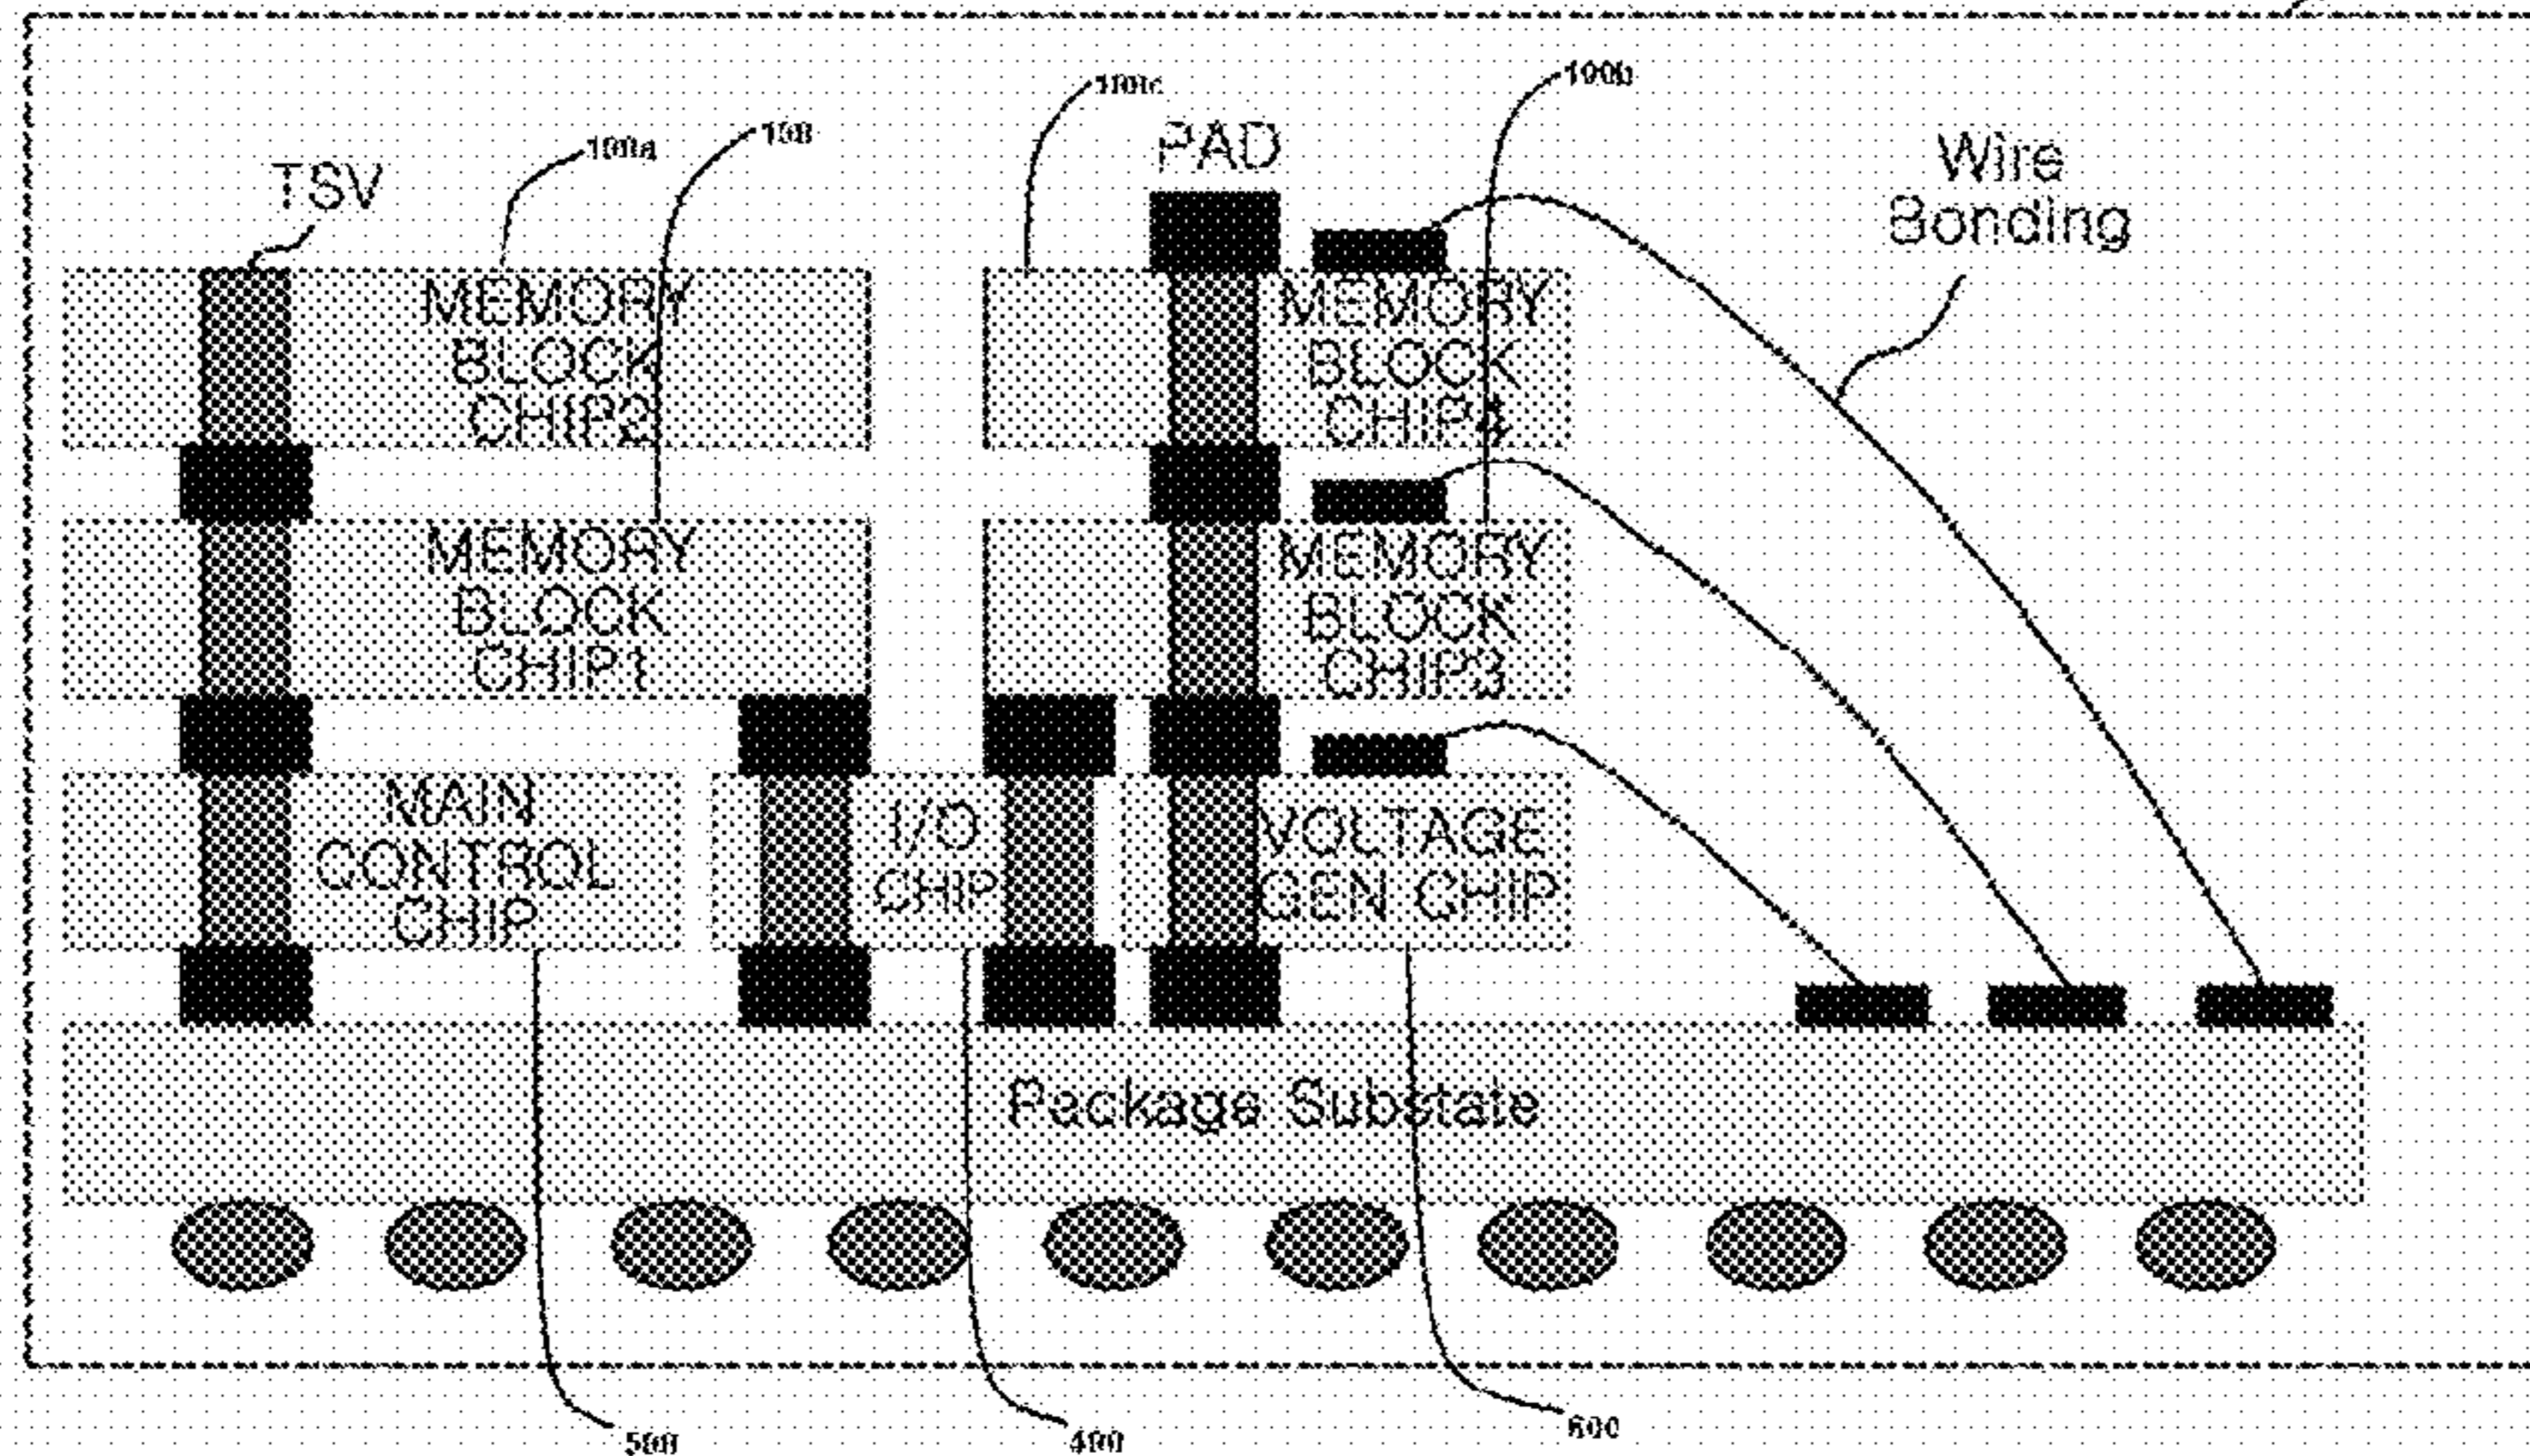 100c
100b
100
100a
PAD
Wire
Bonding
TSV
MEMORY
BLOCK
CHIP2
MEMORY
BLOCK
CHIP4
MEMORY
BLOCK
CHIP1
MEMORY
BLOCK
CHIP3
MAIN
CONTROL
CHIP
I/O
CHIP
VOLTAGE
GEN CHIP
Package Substate
500
400
600